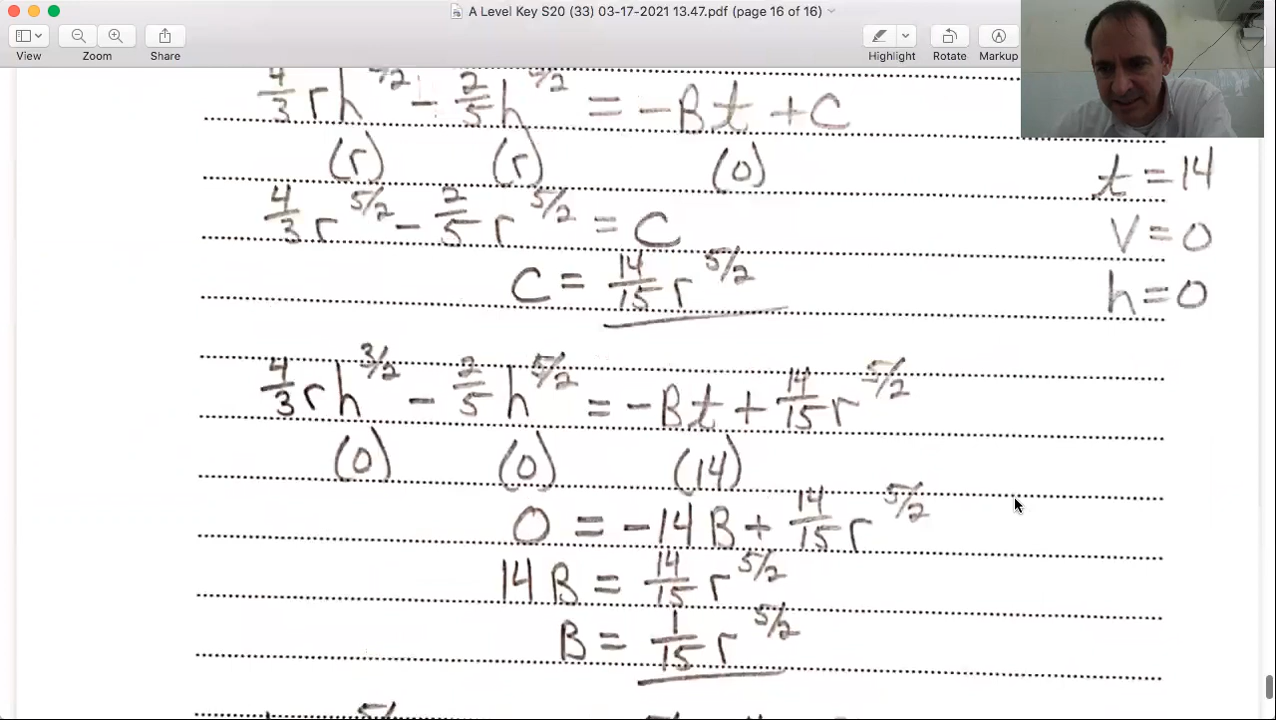 A Level Key S20 (33) 03-17-2021 13.47.pdf (page 16 of 16)
View Zoom Share Highlight Rotate Markup
4/3 rh^3/2 - 2/5 h^5/2 = -Bt + C
(r) (r) (0)
t = 14
4/3 r^5/2 - 2/5 r^5/2 = C
V = 0
C = 14/15 r^5/2
h = 0
4/3 rh^3/2 - 2/5 h^5/2 = -Bt + 14/15 r^5/2
(0) (0) (14)
0 = -14B + 14/15 r^5/2
14B = 14/15 r^5/2
B = 1/15 r^5/2